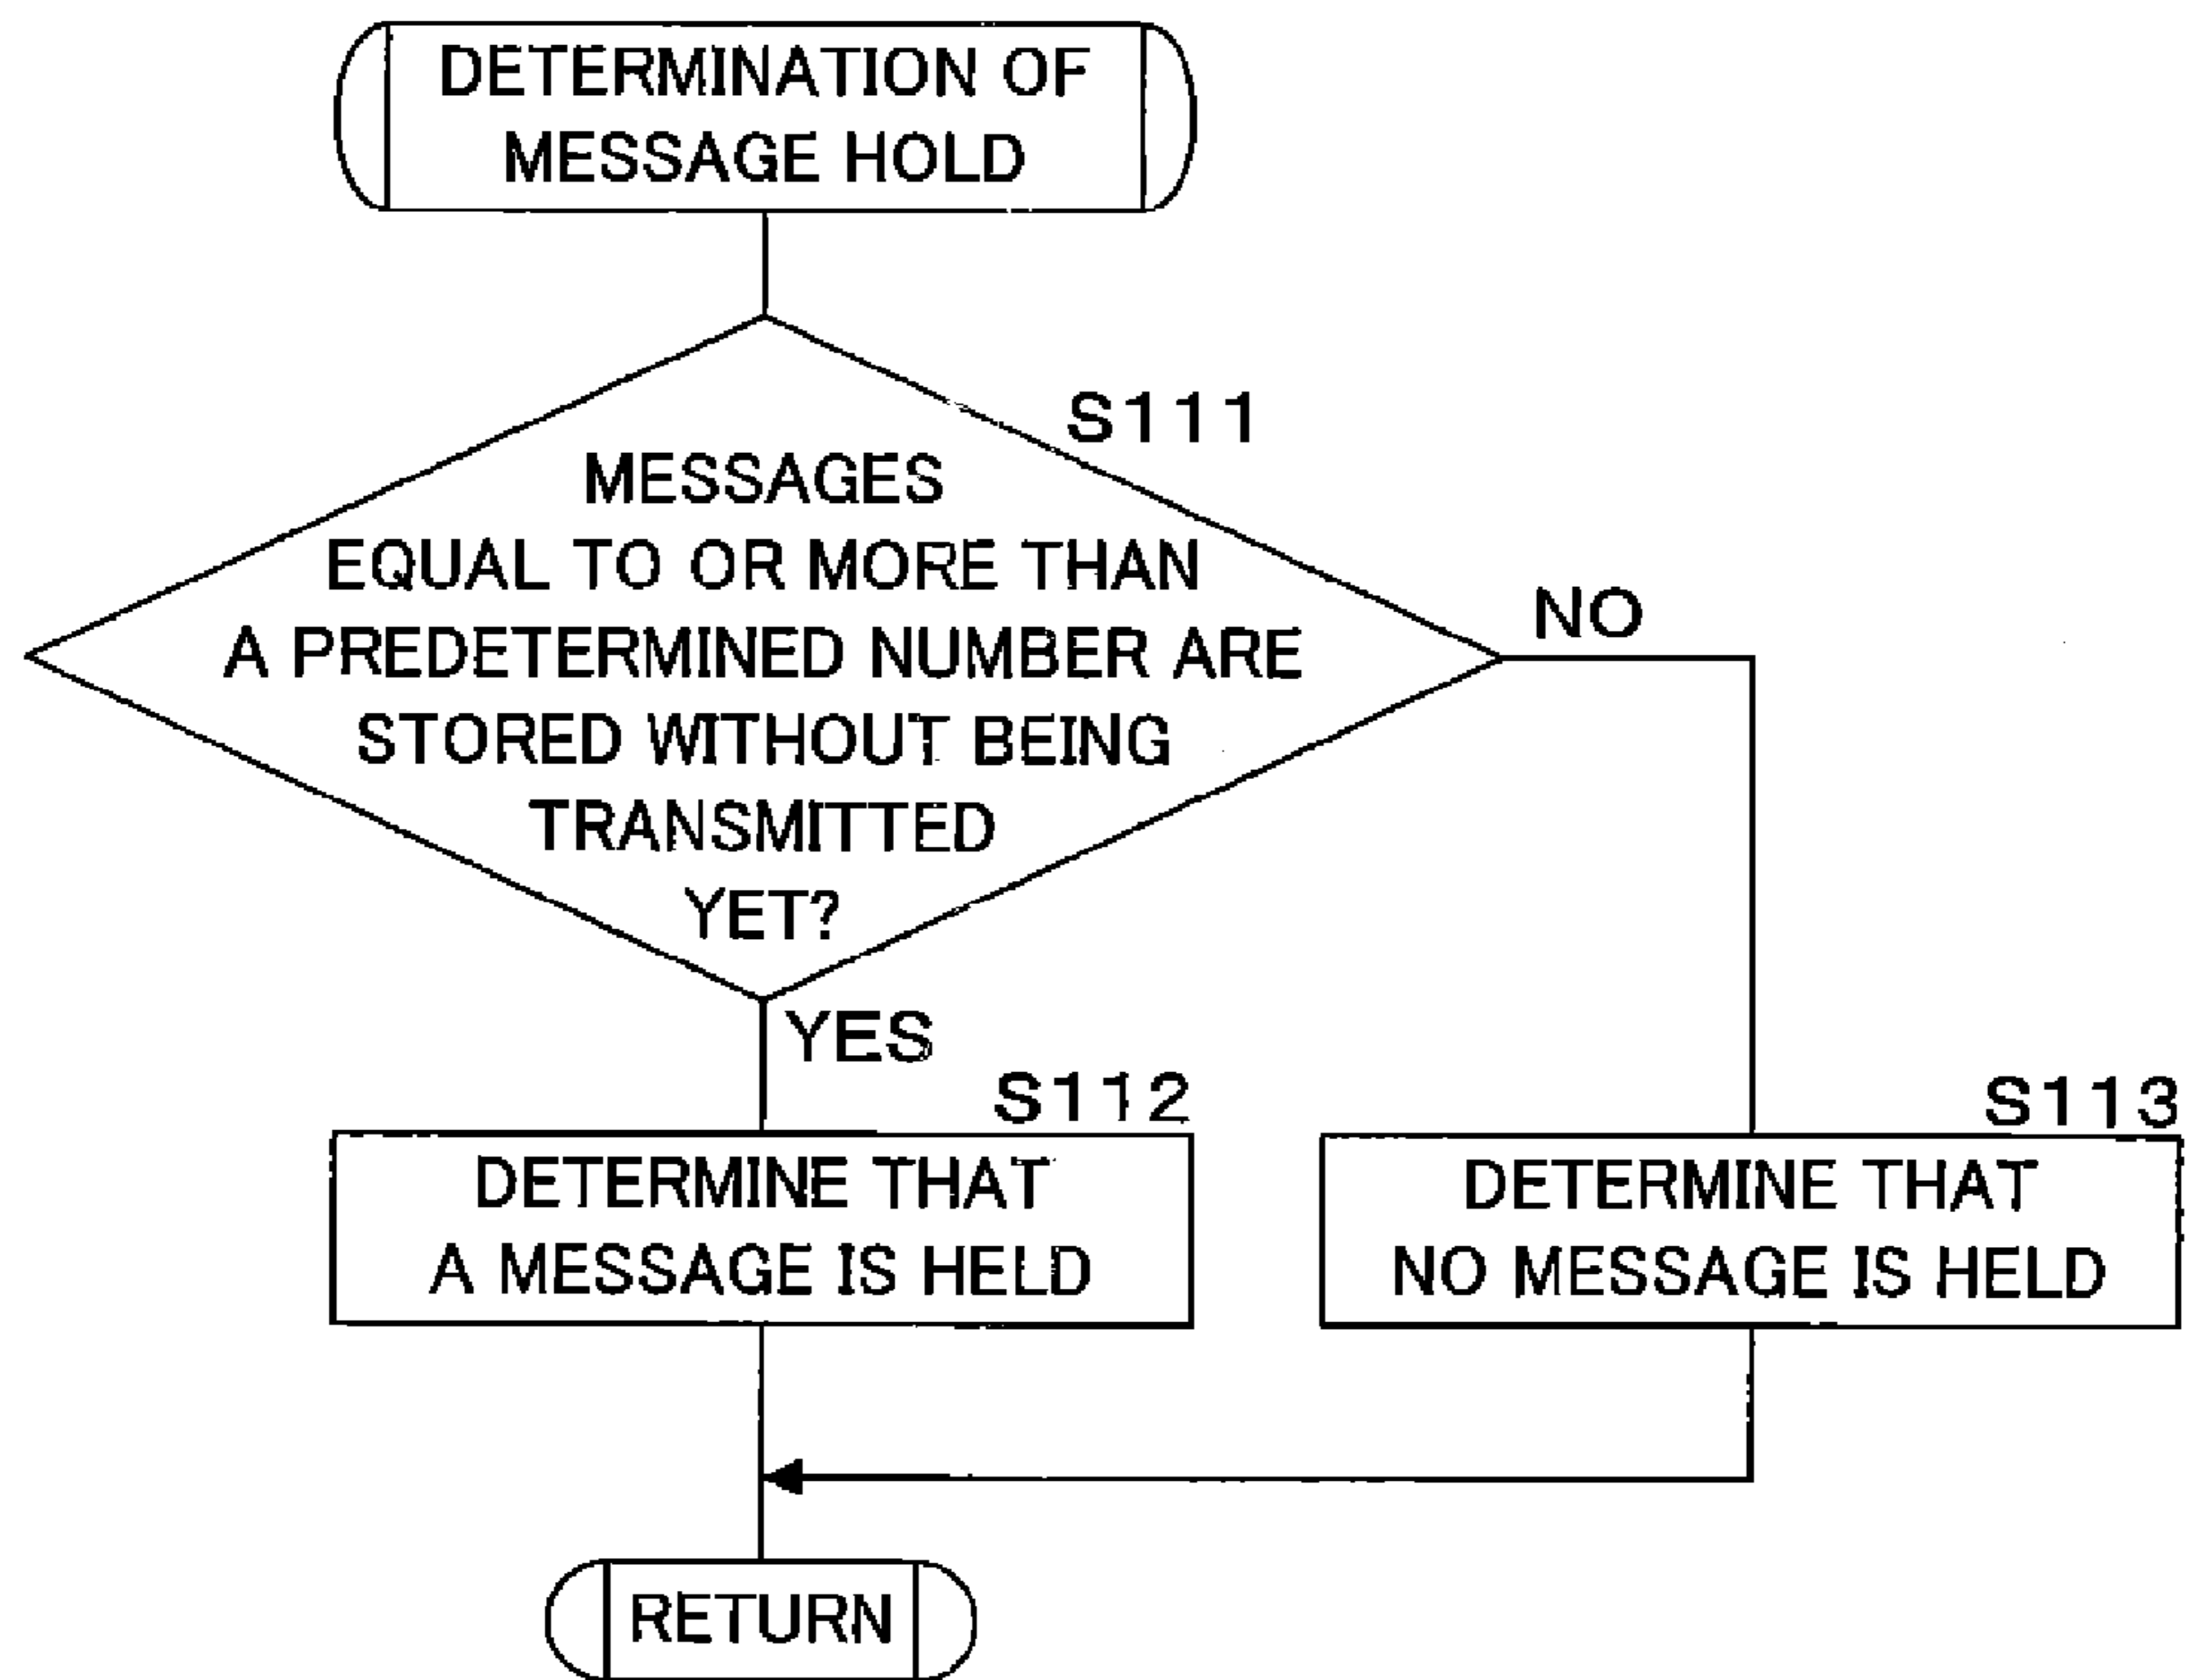 DETERMINATION OF
MESSAGE HOLD
S111
MESSAGES
EQUAL TO OR MORE THAN
A PREDETERMINED NUMBER ARE
STORED WITHOUT BEING
TRANSMITTED
YET?
NO
YES
S112
DETERMINE THAT
A MESSAGE IS HELD
S113
DETERMINE THAT
NO MESSAGE IS HELD
RETURN